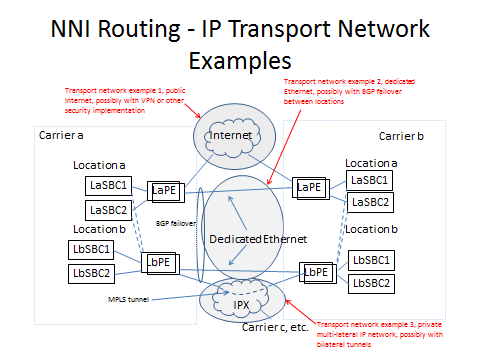 NNI Routing - IP Transport Network
Examples
Transport network example 1, public
Internet, possibly with VPN or other
security implementation
Transport network example 2, dedicated
Ethernet, possibly with BGP failover
between locations
Carrier a
Internet
Carrier b
Location a
LaSBC1
LaSBC2
LaPE
Location b
LbSBC1
LbSBC2
LbPE
BGP failover
Dedicated Ethernet
MPLS tunnel
IPX
Carrier c, etc.
Location a
LaPE
LaSBC1
LaSBC2
Location b
LbPE
LbSBC1
LbSBC2
Transport network example 3, private
multi-lateral IP network, possibly with
bilateral tunnels